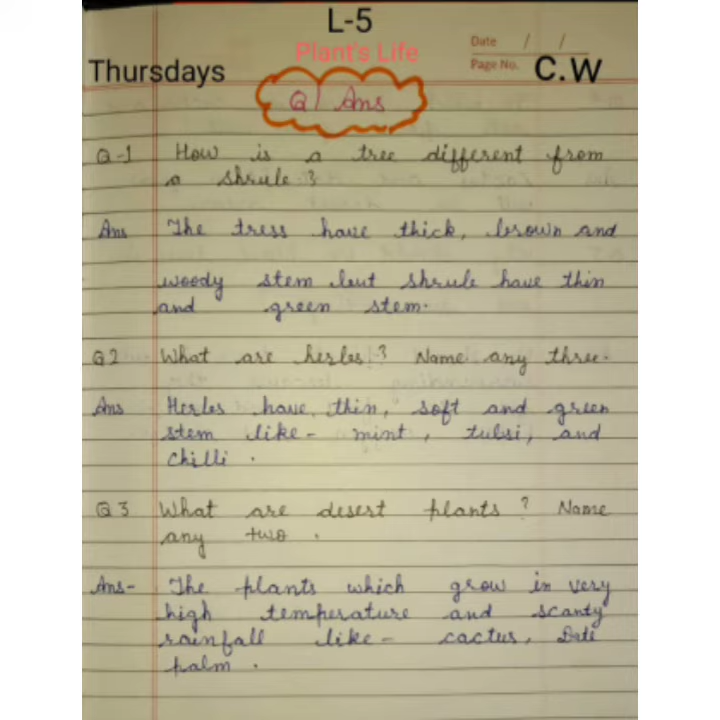 L-5
Plant's Life
Date / /
Thursdays
Page No. C.W
Q/Ans
Q-1 How is a tree different from
a shrule?
Ans The tress have thick, brown and
woody stem but shrule have thin
and green stem.
Q2 What are herbs? Name any three.
Ans Herbs have thin, soft and green
stem like- mint, tulsi, and
chilli.
Q3 What are desert plants? Name
any two.
Ans- The plants which grow in very
high temperature and scanty
rainfall like- cactus, Date
palm.